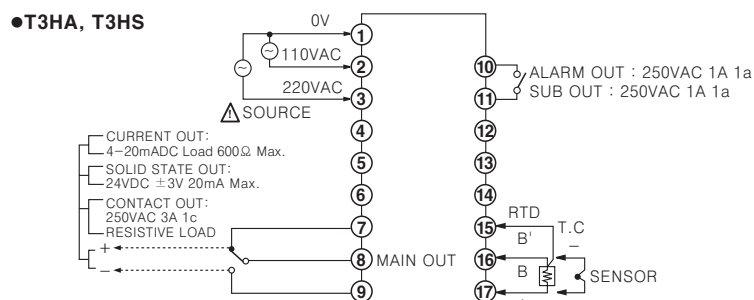 ●T3HA, T3HS
0V
110VAC
220VAC
SOURCE
CURRENT OUT:
4-20mADC Load 600Ω Max.
SOLID STATE OUT:
24VDC ±3V 20mA Max.
CONTACT OUT:
250VAC 3A 1c
RESISTIVE LOAD
+
−
1
2
3
4
5
6
7
8
9
MAIN OUT
10
11
12
13
14
15
16
17
ALARM OUT : 250VAC 1A 1a
SUB OUT : 250VAC 1A 1a
RTD
T.C
B'
−
B
SENSOR